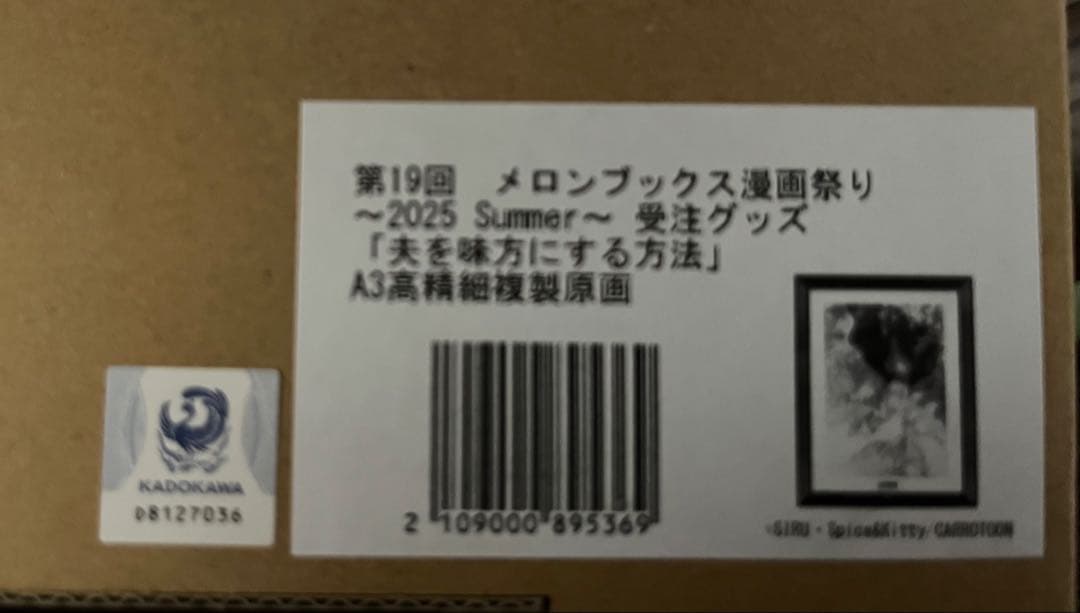 第19回　メロンブックス漫画祭り
～2025 Summer～ 受注グッズ
「夫を味方にする方法」
A3高精細複製原画
2 109000 895369
©SIRU・Spice&Kitty/CARROTOON
KADOKAWA
D8127036